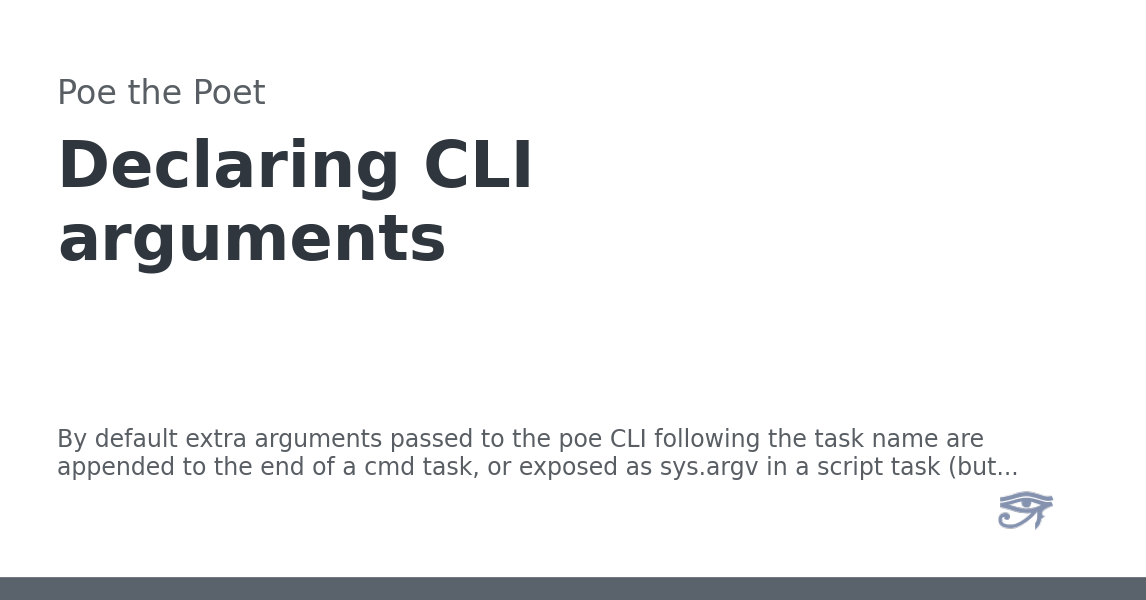 Poe the Poet
Declaring CLI
arguments
By default extra arguments passed to the poe CLI following the task name are
appended to the end of a cmd task, or exposed as sys.argv in a script task (but...